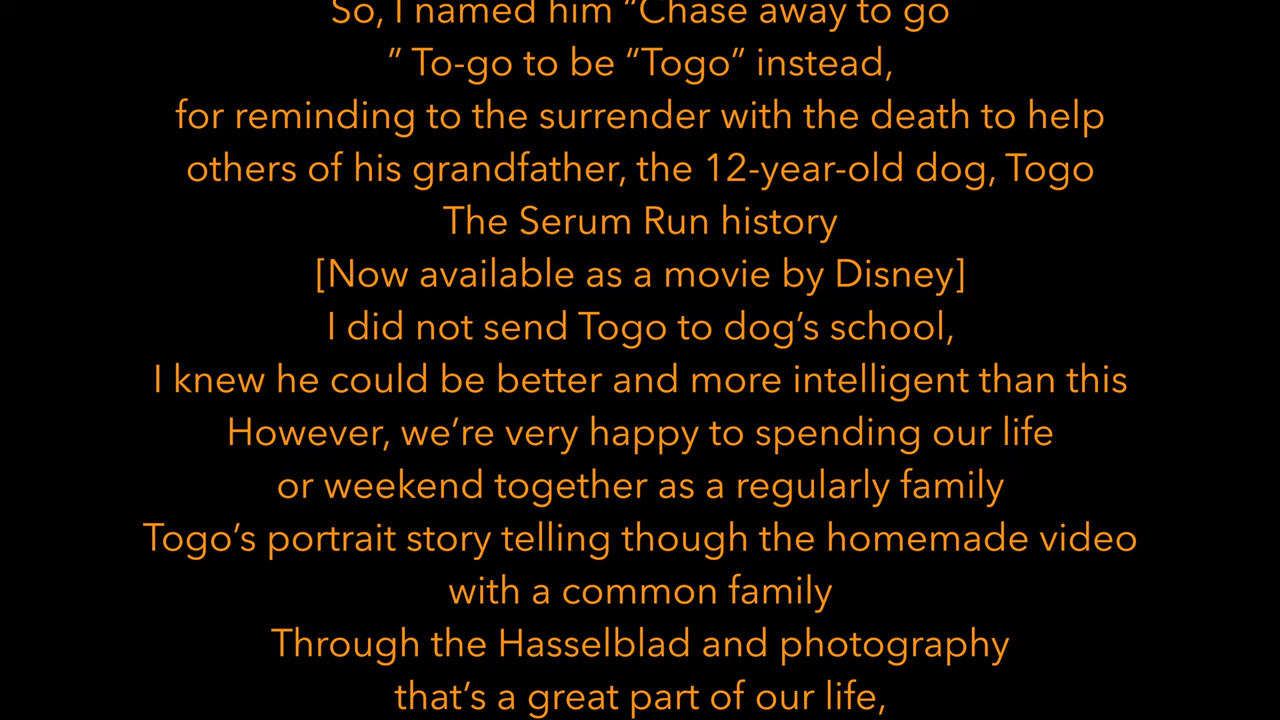 So, I named him “Chase away to go
” To-go to be “Togo” instead,
for reminding to the surrender with the death to help
others of his grandfather, the 12-year-old dog, Togo
The Serum Run history
[Now available as a movie by Disney]
I did not send Togo to dog’s school,
I knew he could be better and more intelligent than this
However, we’re very happy to spending our life
or weekend together as a regularly family
Togo’s portrait story telling though the homemade video
with a common family
Through the Hasselblad and photography
that’s a great part of our life,